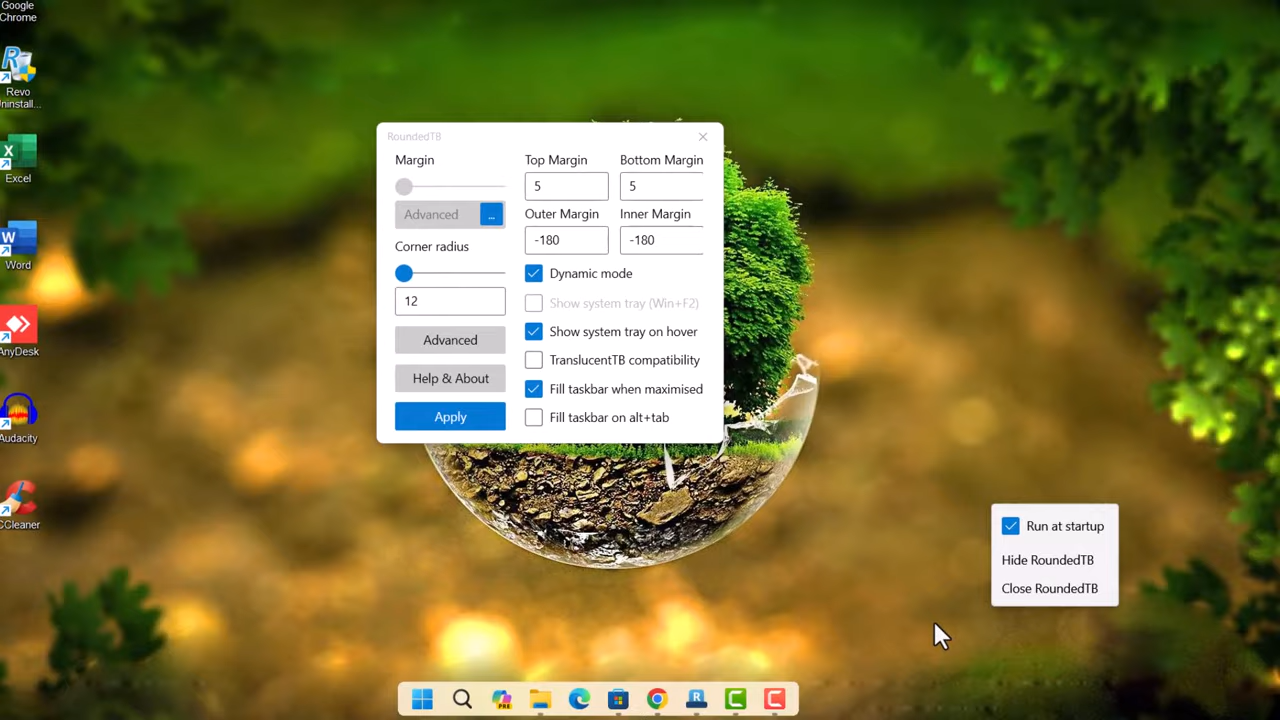 Google
Chrome
Revo
Uninstall...
Excel
Word
AnyDesk
Audacity
CCleaner
RoundedTB
Margin
Advanced
...
Corner radius
12
Advanced
Help & About
Apply
Top Margin
Bottom Margin
5
5
Outer Margin
Inner Margin
-180
-180
Dynamic mode
Show system tray (Win+F2)
Show system tray on hover
TranslucentTB compatibility
Fill taskbar when maximised
Fill taskbar on alt+tab
Run at startup
Hide RoundedTB
Close RoundedTB
PRE